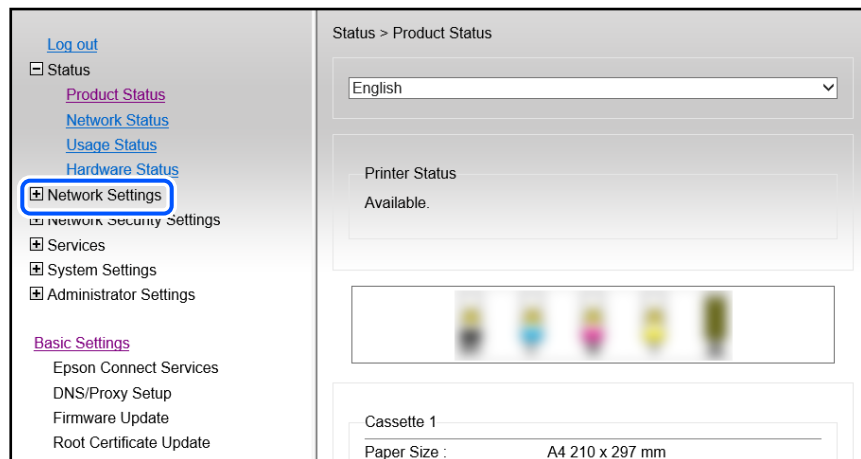 Log out
Status
Product Status
Network Status
Usage Status
Hardware Status
Network Settings
Network Security Settings
Services
System Settings
Administrator Settings
Basic Settings
Epson Connect Services
DNS/Proxy Setup
Firmware Update
Root Certificate Update
Status > Product Status
English
Printer Status
Available.
Cassette 1
Paper Size : A4 210 x 297 mm